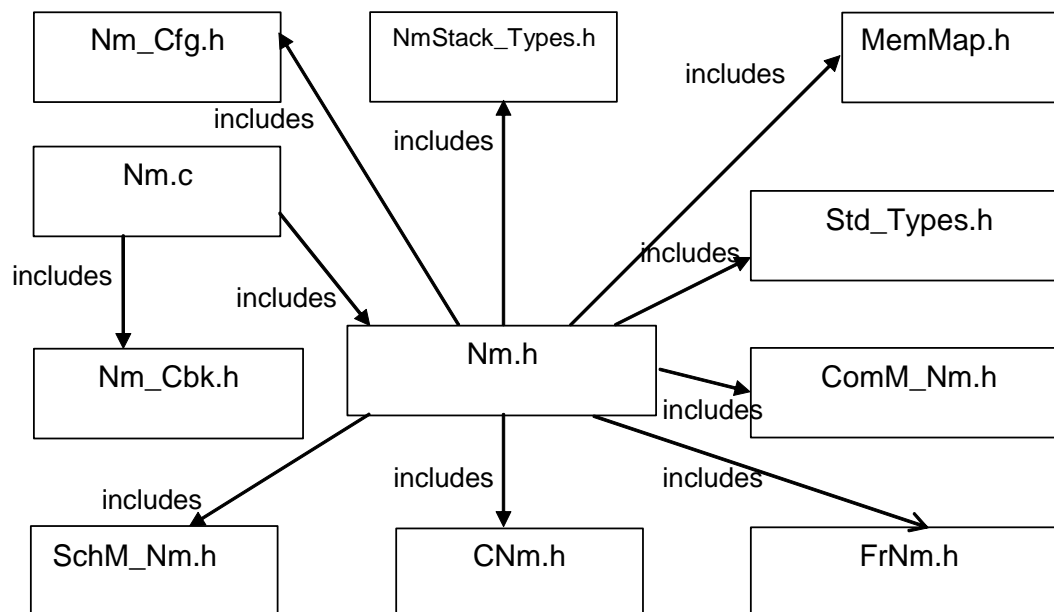 Nm_Cfg.h
NmStack_Types.h
MemMap.h
includes
includes
includes
Nm.c
Std_Types.h
includes
includes
includes
Nm.h
Nm_Cbk.h
ComM_Nm.h
includes
includes
includes
includes
SchM_Nm.h
CNm.h
FrNm.h